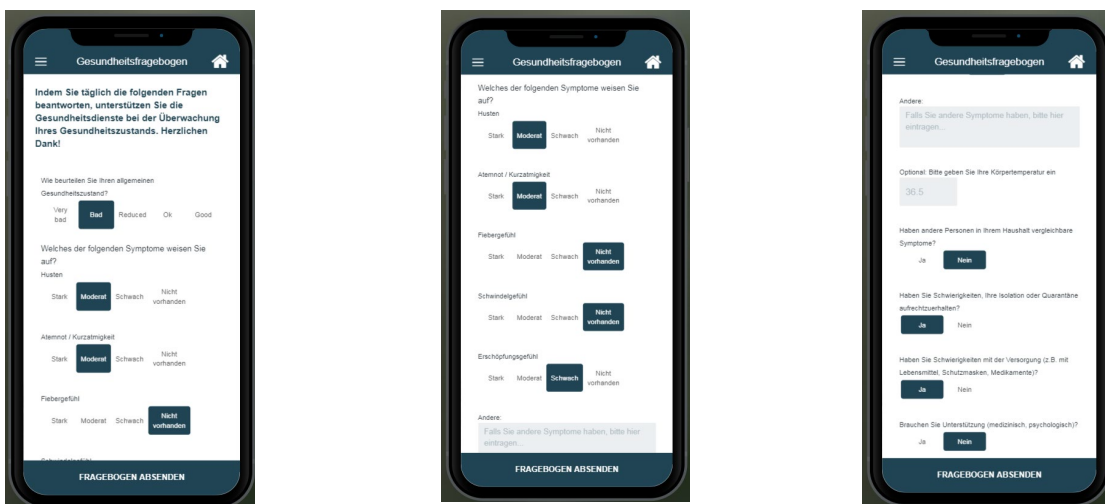 Gesundheitsfragebogen
Indem Sie täglich die folgenden Fragen
beantworten, unterstützen Sie die
Gesundheitsdienste bei der Überwachung
Ihres Gesundheitszustands. Herzlichen
Dank!
Wie beurteilen Sie Ihren allgemeinen
Gesundheitszustand?
Very bad Bad Reduced Ok Good
Welches der folgenden Symptome weisen Sie
auf?
Husten
Stark Moderat Schwach Nicht vorhanden
Atemnot / Kurzatmigkeit
Stark Moderat Schwach Nicht vorhanden
Fiebergefühl
Stark Moderat Schwach Nicht vorhanden
Schwindelgefühl
FRAGEBOGEN ABSENDEN
Gesundheitsfragebogen
Welches der folgenden Symptome weisen Sie
auf?
Husten
Stark Moderat Schwach Nicht vorhanden
Atemnot / Kurzatmigkeit
Stark Moderat Schwach Nicht vorhanden
Fiebergefühl
Stark Moderat Schwach Nicht vorhanden
Schwindelgefühl
Stark Moderat Schwach Nicht vorhanden
Erschöpfungsgefühl
Stark Moderat Schwach Nicht vorhanden
Andere:
Falls Sie andere Symptome haben, bitte hier
eintragen...
FRAGEBOGEN ABSENDEN
Gesundheitsfragebogen
Andere:
Falls Sie andere Symptome haben, bitte hier
eintragen...
Optional: Bitte geben Sie Ihre Körpertemperatur ein
36.5
Haben andere Personen in Ihrem Haushalt vergleichbare
Symptome?
Ja Nein
Haben Sie Schwierigkeiten, Ihre Isolation oder Quarantäne
aufrechtzuerhalten?
Ja Nein
Haben Sie Schwierigkeiten mit der Versorgung (z.B. mit
Lebensmittel, Schutzmasken, Medikamente)?
Ja Nein
Brauchen Sie Unterstützung (medizinisch, psychologisch)?
Ja Nein
FRAGEBOGEN ABSENDEN